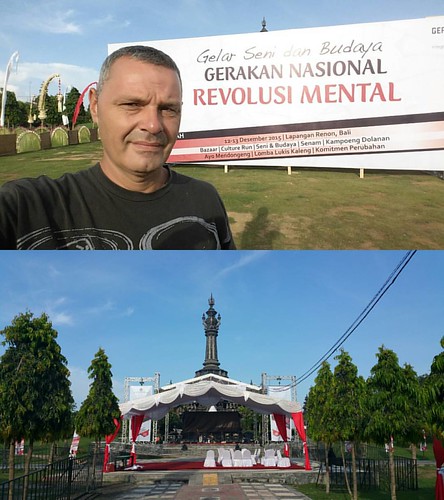 GER
Gelar Seni dan Budaya
GERAKAN NASIONAL
REVOLUSI MENTAL
12-13 Desember 2015 | Lapangan Renon, Bali
Bazaar | Culture Run | Seni & Budaya | Senam | Kampoeng Dolanan
Ayo Mendongeng | Lomba Lukis Kaleng | Komitmen Perubahan